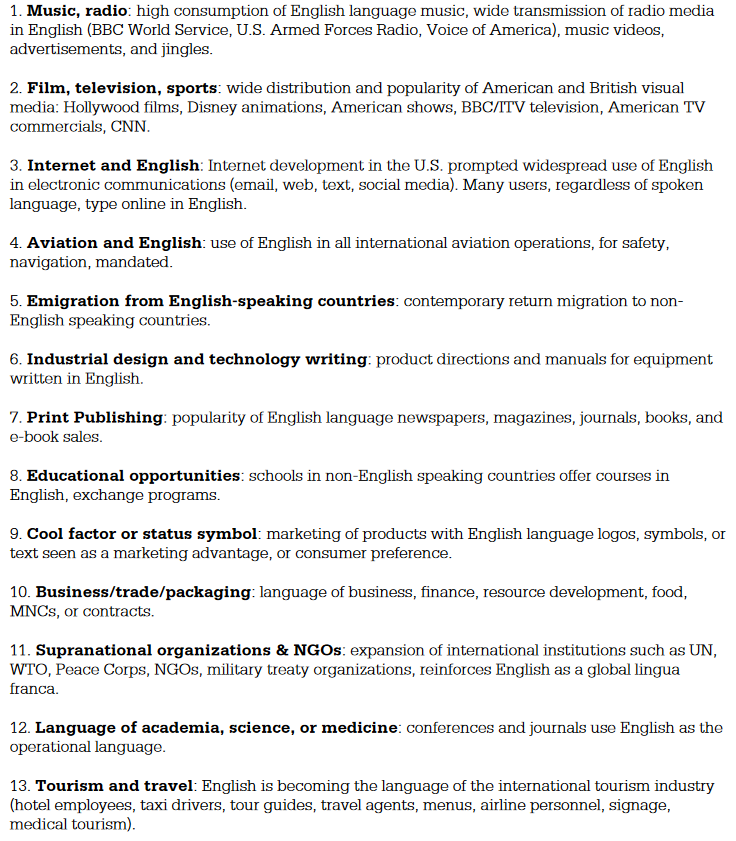 1. Music, radio: high consumption of English language music, wide transmission of radio media
in English (BBC World Service, U.S. Armed Forces Radio, Voice of America), music videos,
advertisements, and jingles.
2. Film, television, sports: wide distribution and popularity of American and British visual
media: Hollywood films, Disney animations, American shows, BBC/ITV television, American TV
commercials, CNN.
3. Internet and English: Internet development in the U.S. prompted widespread use of English
in electronic communications (email, web, text, social media). Many users, regardless of spoken
language, type online in English.
4. Aviation and English: use of English in all international aviation operations, for safety,
navigation, mandated.
5. Emigration from English-speaking countries: contemporary return migration to non-
English speaking countries.
6. Industrial design and technology writing: product directions and manuals for equipment
written in English.
7. Print Publishing: popularity of English language newspapers, magazines, journals, books, and
e-book sales.
8. Educational opportunities: schools in non-English speaking countries offer courses in
English, exchange programs.
9. Cool factor or status symbol: marketing of products with English language logos, symbols, or
text seen as a marketing advantage, or consumer preference.
10. Business/trade/packaging: language of business, finance, resource development, food,
MNCs, or contracts.
11. Supranational organizations & NGOs: expansion of international institutions such as UN,
WTO, Peace Corps, NGOs, military treaty organizations, reinforces English as a global lingua
franca.
12. Language of academia, science, or medicine: conferences and journals use English as the
operational language.
13. Tourism and travel: English is becoming the language of the international tourism industry
(hotel employees, taxi drivers, tour guides, travel agents, menus, airline personnel, signage,
medical tourism).